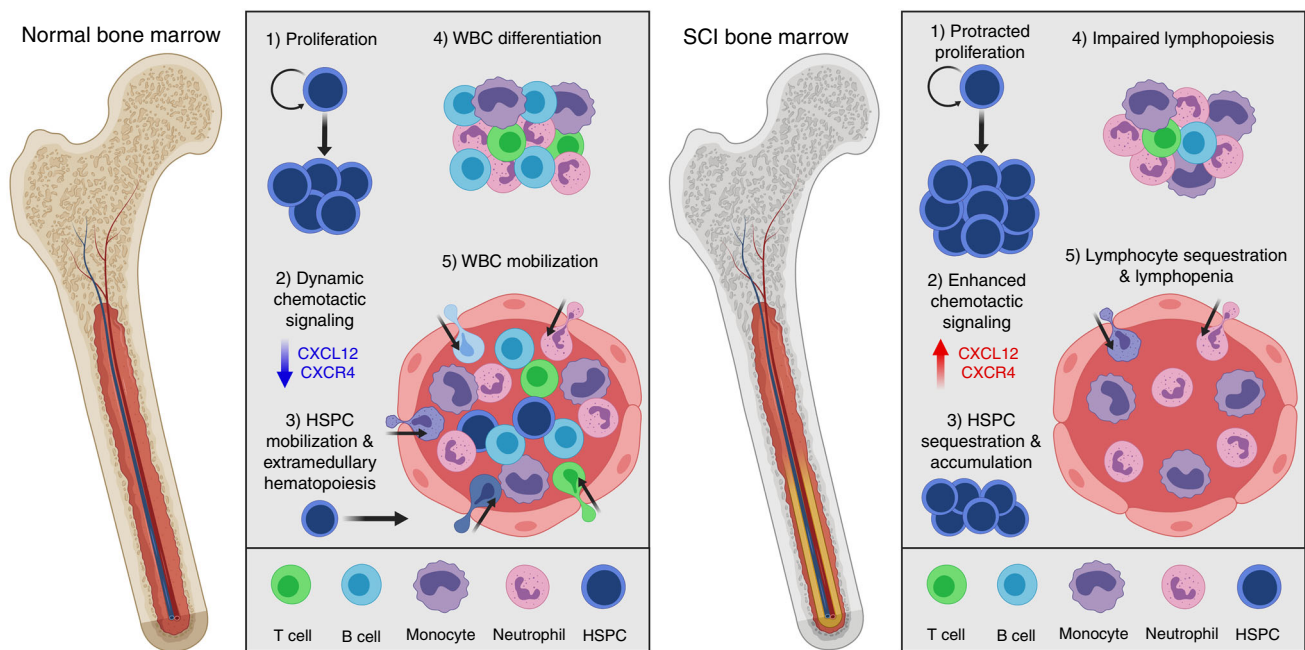 Normal bone marrow
1) Proliferation
4) WBC differentiation
2) Dynamic
chemotactic
signaling
CXCL12
CXCR4
3) HSPC
mobilization &
extramedullary
hematopoiesis
5) WBC mobilization
T cell
B cell
Monocyte
Neutrophil
HSPC
SCI bone marrow
1) Protracted
proliferation
4) Impaired lymphopoiesis
2) Enhanced
chemotactic
signaling
CXCL12
CXCR4
3) HSPC
sequestration &
accumulation
5) Lymphocyte sequestration
& lymphopenia
T cell
B cell
Monocyte
Neutrophil
HSPC